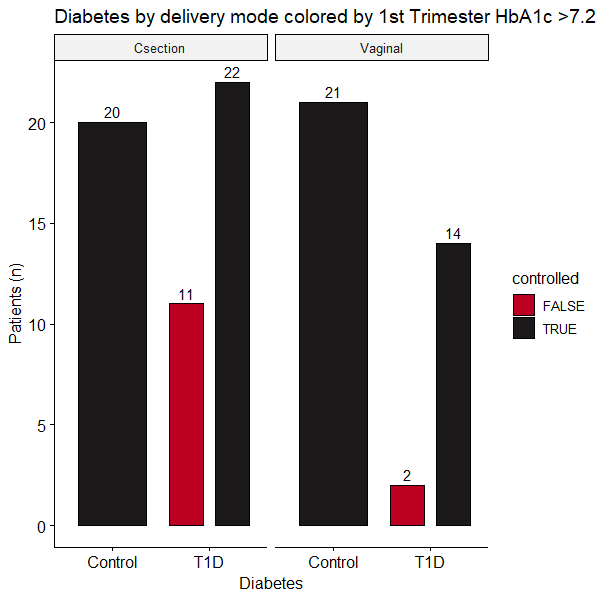 Diabetes by delivery mode colored by 1st Trimester HbA1c >7.2
Csection
Vaginal
20
11
22
21
2
14
20
15
10
5
0
Patients (n)
Control
T1D
Control
T1D
Diabetes
controlled
FALSE
TRUE